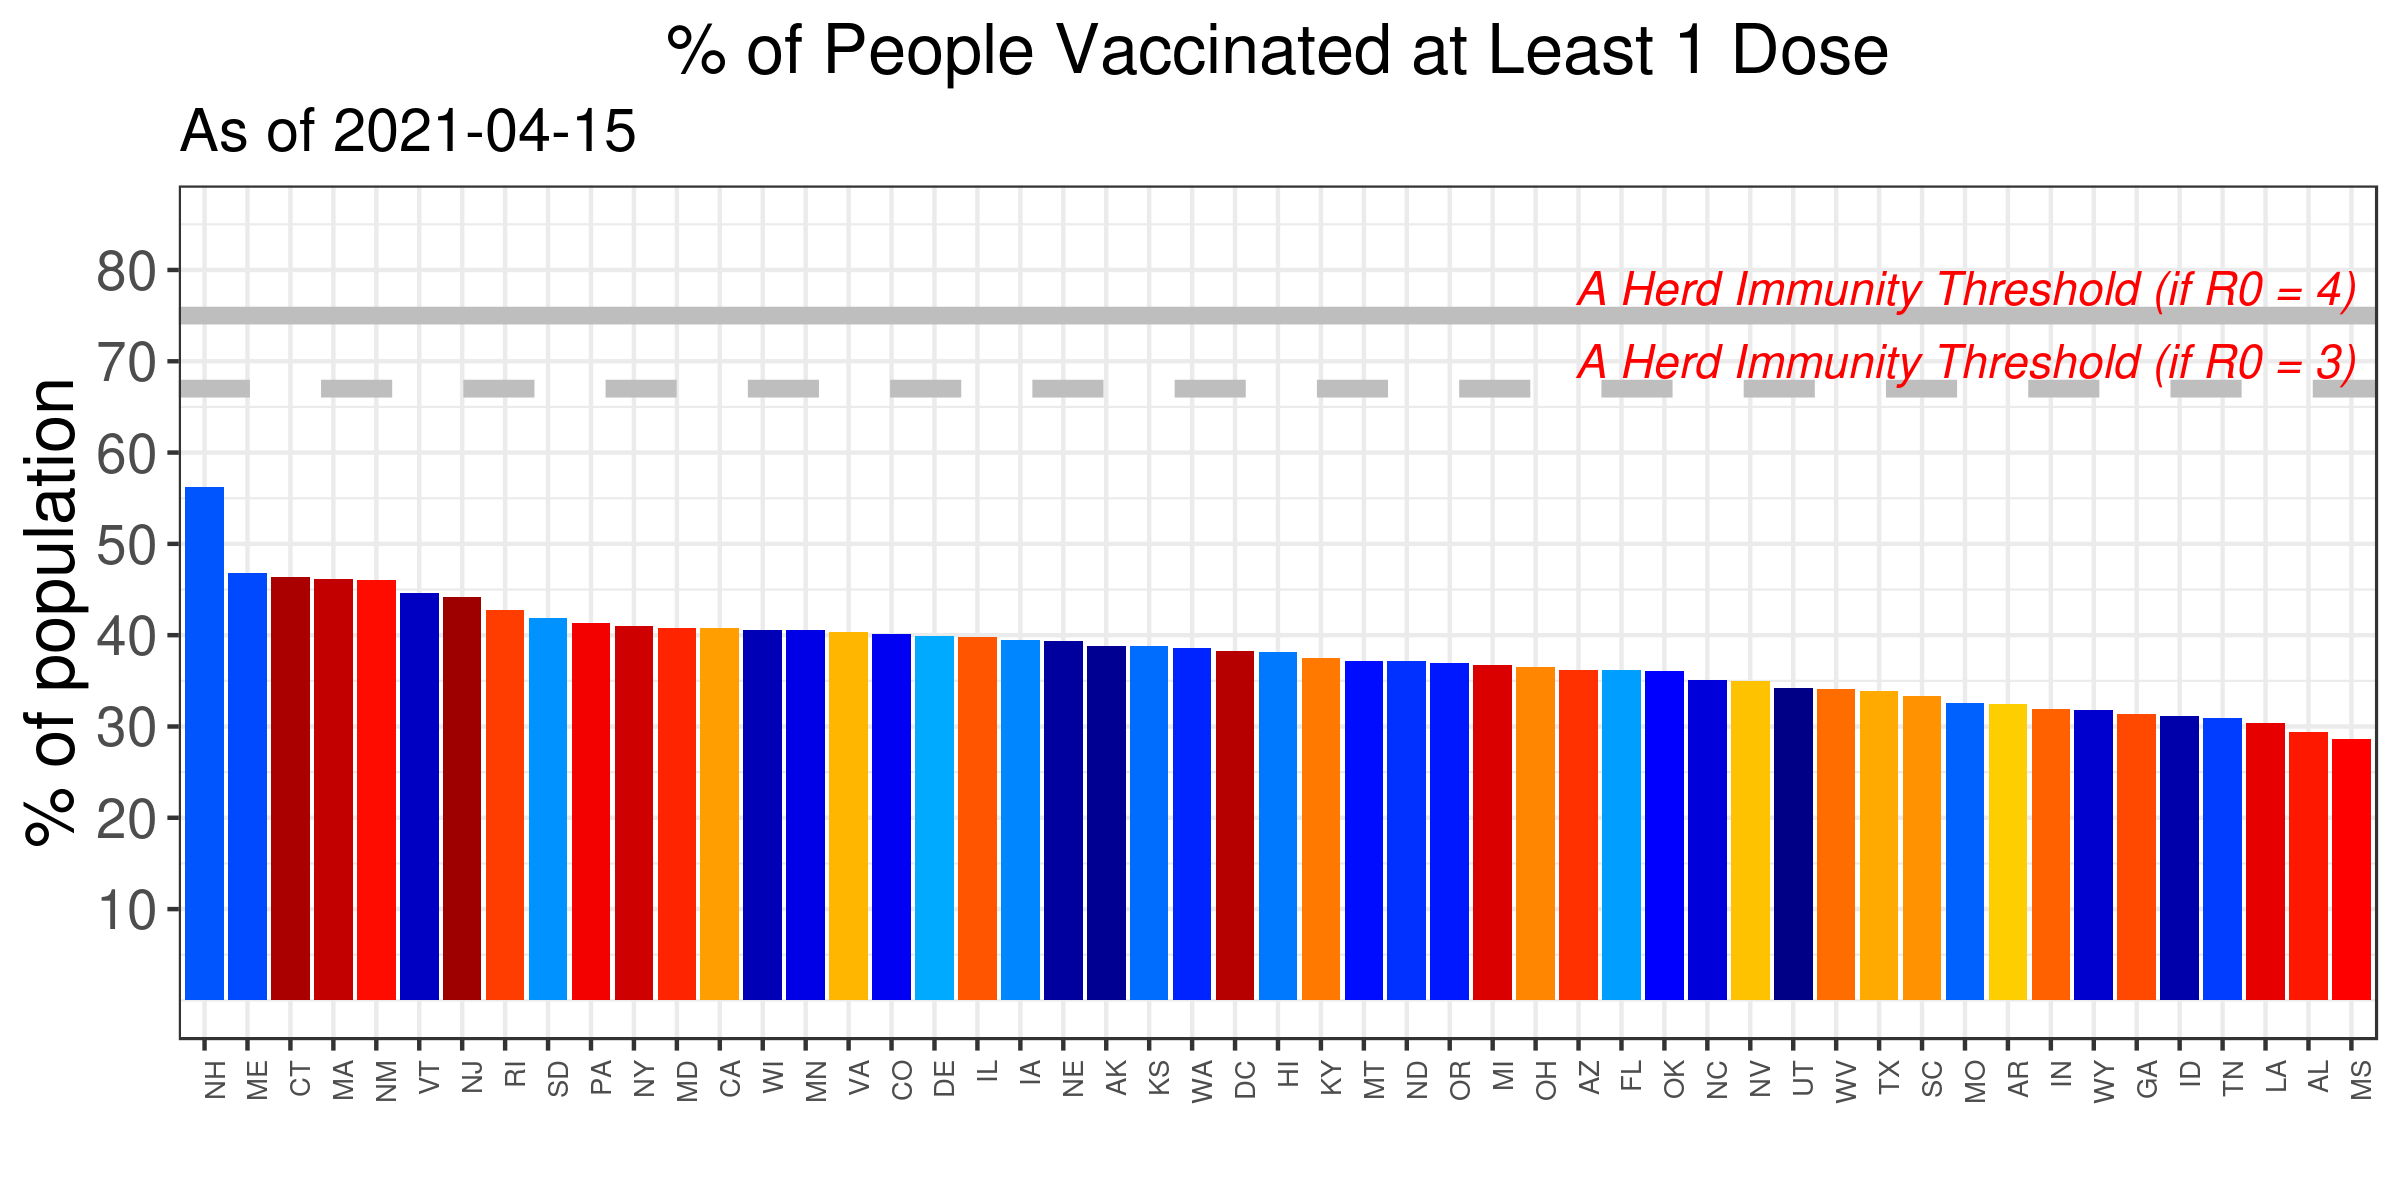 % of People Vaccinated at Least 1 Dose
As of 2021-04-15
% of population
80
70
60
50
40
30
20
10
A Herd Immunity Threshold (if R0 = 4)
A Herd Immunity Threshold (if R0 = 3)
NH ME CT MA NM VT NJ RI SD PA NY MD CA WI MN VA CO DE IL IA NE AK KS WA DC HI KY MT ND OR MI OH AZ FL OK NC NV UT WV TX SC MO AR IN WY GA ID TN LA AL MS